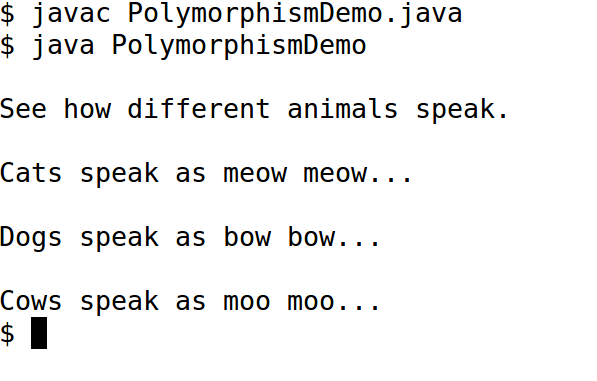 $ javac PolymorphismDemo.java
$ java PolymorphismDemo
See how different animals speak.
Cats speak as meow meow...
Dogs speak as bow bow...
Cows speak as moo moo...
$